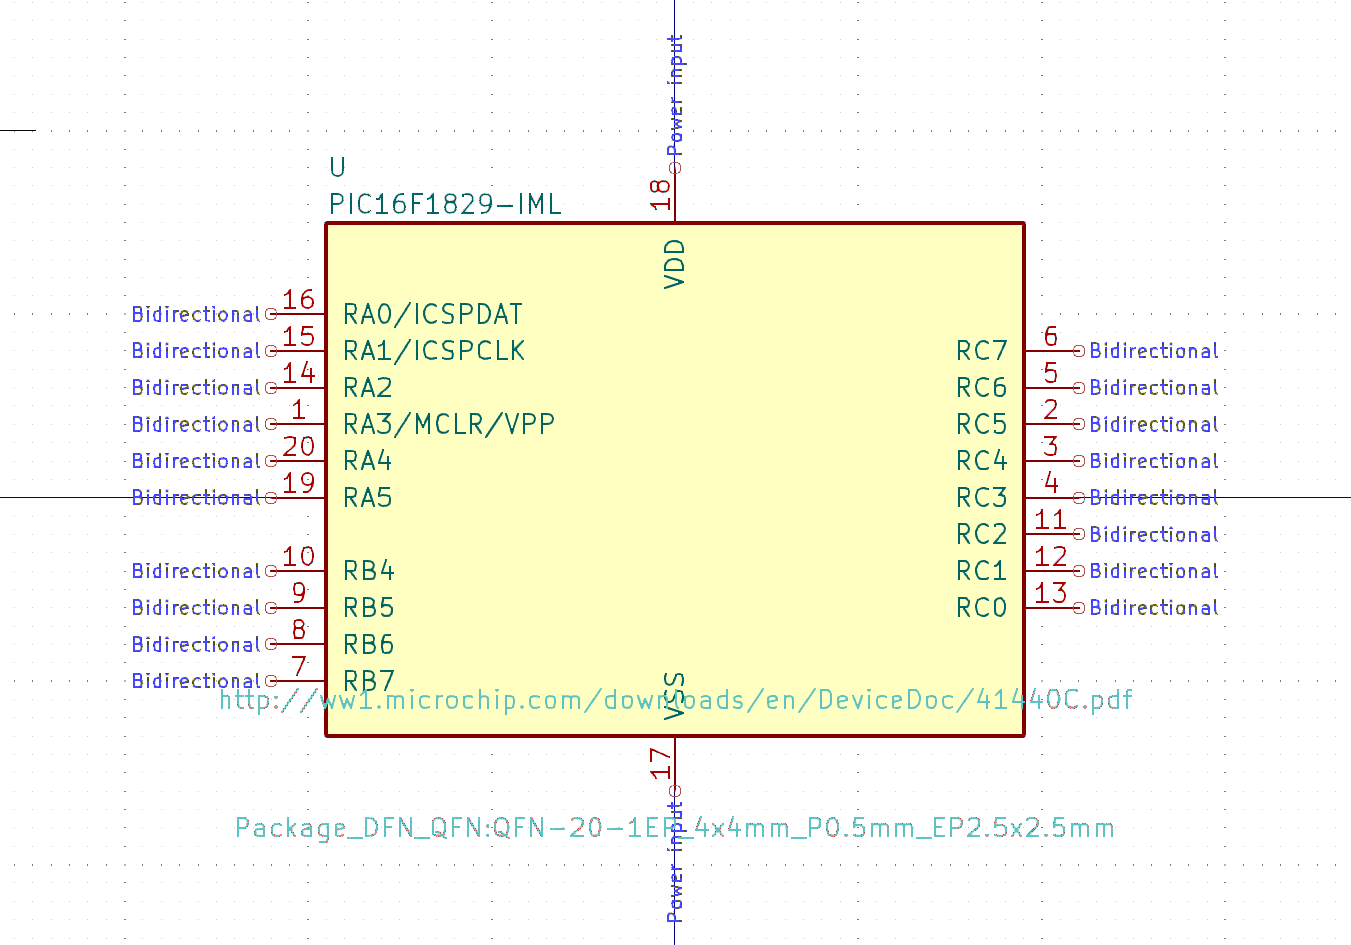 Power input
18
U
PIC16F1829-IML
VDD
Bidirectional 16 RA0/ICSPDAT
Bidirectional 15 RA1/ICSPCLK
RC7 6 Bidirectional
Bidirectional 14 RA2
RC6 5 Bidirectional
Bidirectional 1 RA3/MCLR/VPP
RC5 2 Bidirectional
Bidirectional 20 RA4
RC4 3 Bidirectional
Bidirectional 19 RA5
RC3 4 Bidirectional
RC2 11 Bidirectional
Bidirectional 10 RB4
RC1 12 Bidirectional
Bidirectional 9 RB5
RC0 13 Bidirectional
Bidirectional 8 RB6
Bidirectional 7 RB7
VSS
http://ww1.microchip.com/downloads/en/DeviceDoc/41440C.pdf
17
Package_DFN_QFN:QFN-20-1EP_4x4mm_P0.5mm_EP2.5x2.5mm
Power input